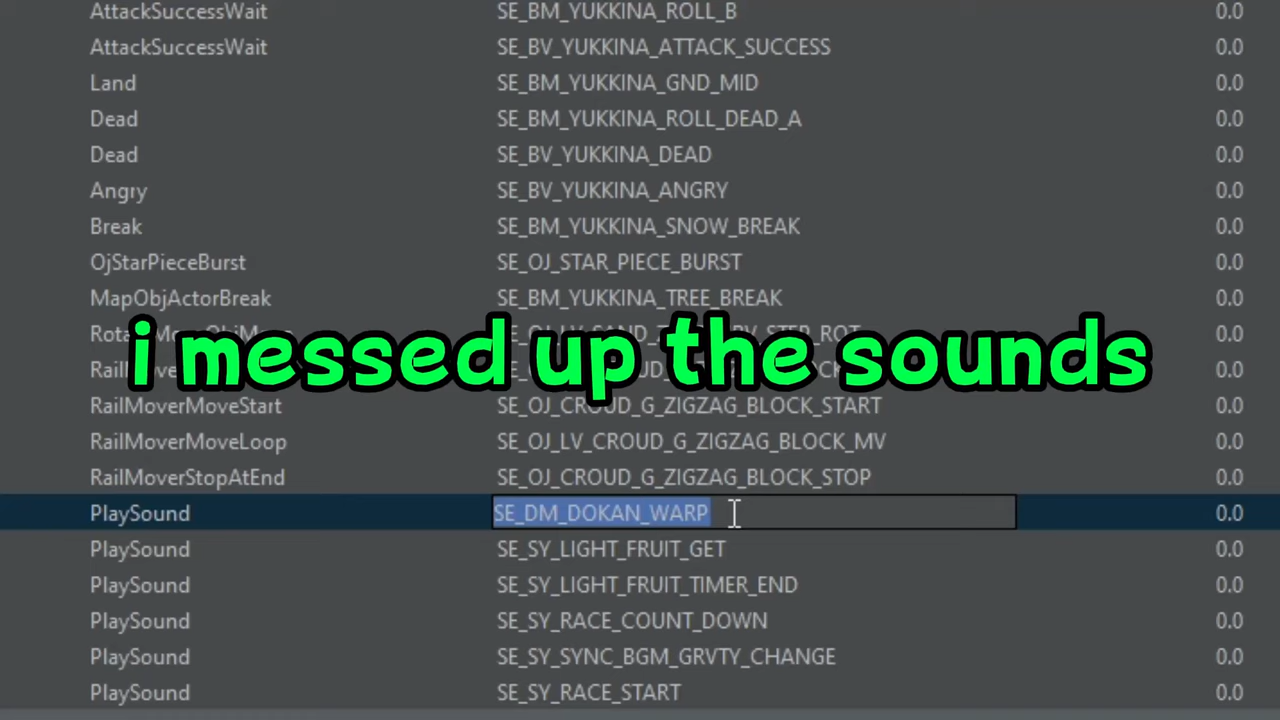 AttackSuccessWait SE_BM_YUKKINA_ROLL_B 0.0
AttackSuccessWait SE_BV_YUKKINA_ATTACK_SUCCESS 0.0
Land SE_BM_YUKKINA_GND_MID 0.0
Dead SE_BM_YUKKINA_ROLL_DEAD_A 0.0
Dead SE_BV_YUKKINA_DEAD 0.0
Angry SE_BV_YUKKINA_ANGRY 0.0
Break SE_BM_YUKKINA_SNOW_BREAK 0.0
OjStarPieceBurst SE_OJ_STAR_PIECE_BURST 0.0
MapObjActorBreak SE_BM_YUKKINA_TREE_BREAK 0.0
0.0
i messed up the sounds
0.0
RailMoverMoveStart SE_OJ_CROUD_G_ZIGZAG_BLOCK_START 0.0
RailMoverMoveLoop SE_OJ_LV_CROUD_G_ZIGZAG_BLOCK_MV 0.0
RailMoverStopAtEnd SE_OJ_CROUD_G_ZIGZAG_BLOCK_STOP 0.0
PlaySound SE_DM_DOKAN_WARP 0.0
PlaySound SE_SY_LIGHT_FRUIT_GET 0.0
PlaySound SE_SY_LIGHT_FRUIT_TIMER_END 0.0
PlaySound SE_SY_RACE_COUNT_DOWN 0.0
PlaySound SE_SY_SYNC_BGM_GRVTY_CHANGE 0.0
PlaySound SE_SY_RACE_START 0.0